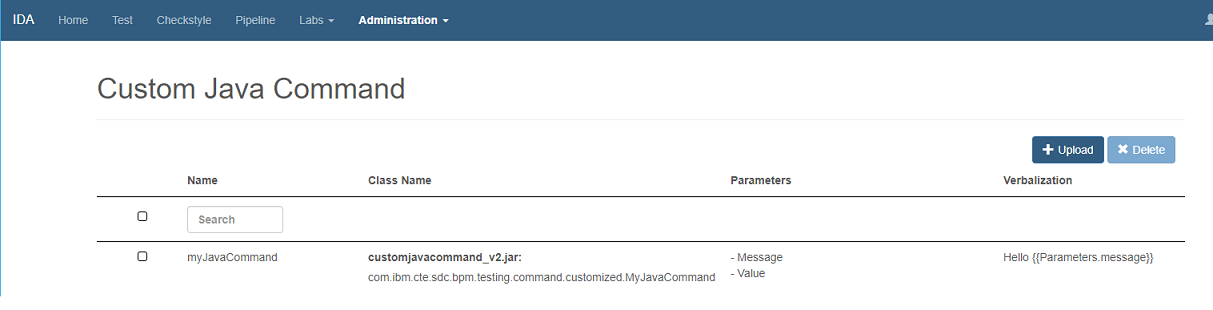 IDA Home Test Checkstyle Pipeline Labs Administration
Custom Java Command
Upload Delete
Name Class Name Parameters Verbalization
Search
myJavaCommand customjavacommand_v2.jar: - Message Hello {{Parameters.message}}
com.ibm.cte.sdc.bpm.testing.command.customized.MyJavaCommand - Value